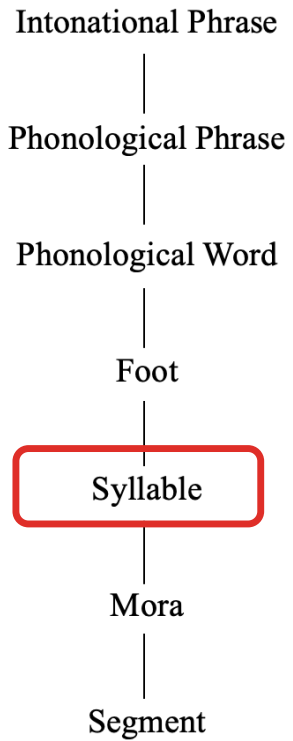 Intonational Phrase
Phonological Phrase
Phonological Word
Foot
Syllable
Mora
Segment